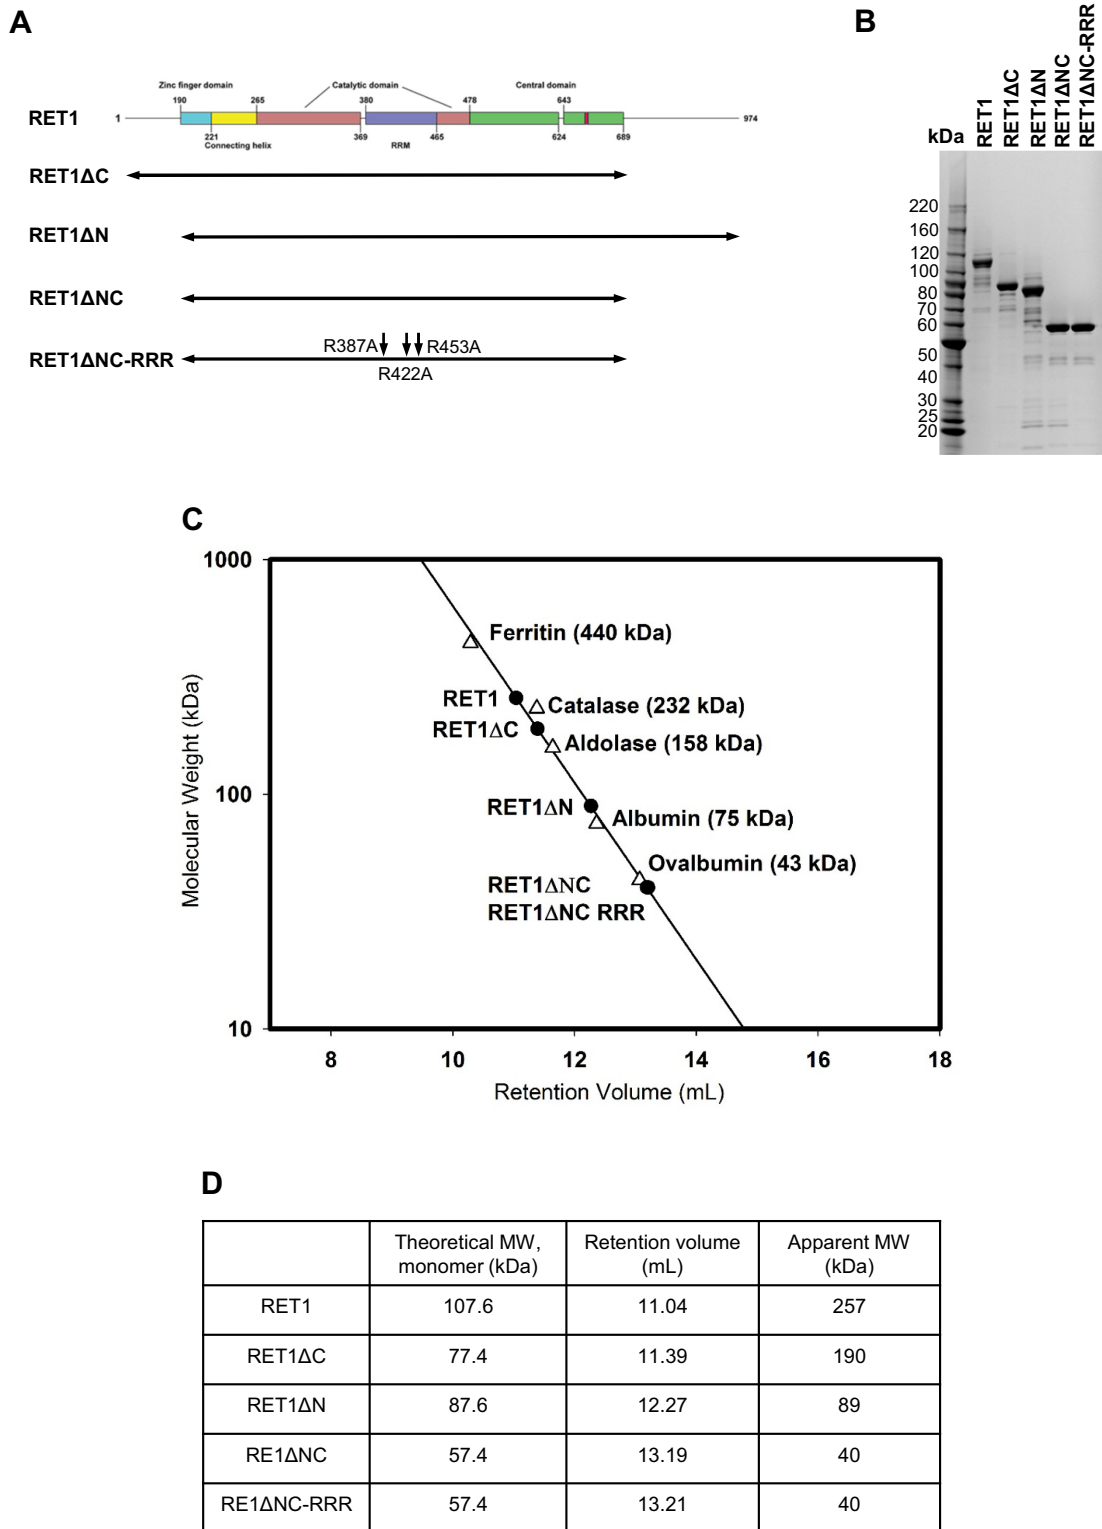 A
Zinc finger domain
Catalytic domain
Central domain
190 265 380 478 643
RET1 1 974
221 369 465 624 689
Connecting helix
RRM
RET1ΔC
RET1ΔN
RET1ΔNC
R387A R453A
RET1ΔNC-RRR
R422A
B
RET1
RET1ΔC
RET1ΔN
RET1ΔNC
RET1ΔNC-RRR
kDa
220
160
120
100
80
70
60
50
40
30
25
20
C
1000
100
10
Molecular Weight (kDa)
Ferritin (440 kDa)
RET1
Catalase (232 kDa)
RET1ΔC
Aldolase (158 kDa)
RET1ΔN
Albumin (75 kDa)
Ovalbumin (43 kDa)
RET1ΔNC
RET1ΔNC RRR
8 10 12 14 16 18
Retention Volume (mL)
D
Theoretical MW, monomer (kDa) Retention volume (mL) Apparent MW (kDa)
RET1 107.6 11.04 257
RET1ΔC 77.4 11.39 190
RET1ΔN 87.6 12.27 89
RE1ΔNC 57.4 13.19 40
RE1ΔNC-RRR 57.4 13.21 40